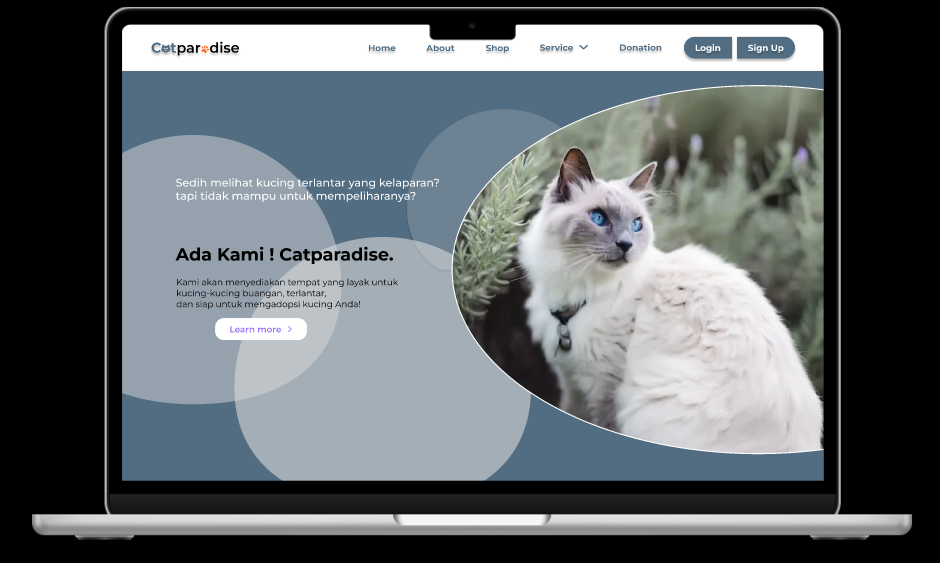 Catparadise
Home About Shop Service Donation Login Sign Up
Sedih melihat kucing terlantar yang kelaparan?
tapi tidak mampu untuk mempeliharanya?
Ada Kami ! Catparadise.
Kami akan menyediakan tempat yang layak untuk
kucing-kucing buangan, terlantar,
dan siap untuk mengadopsi kucing Anda!
Learn more